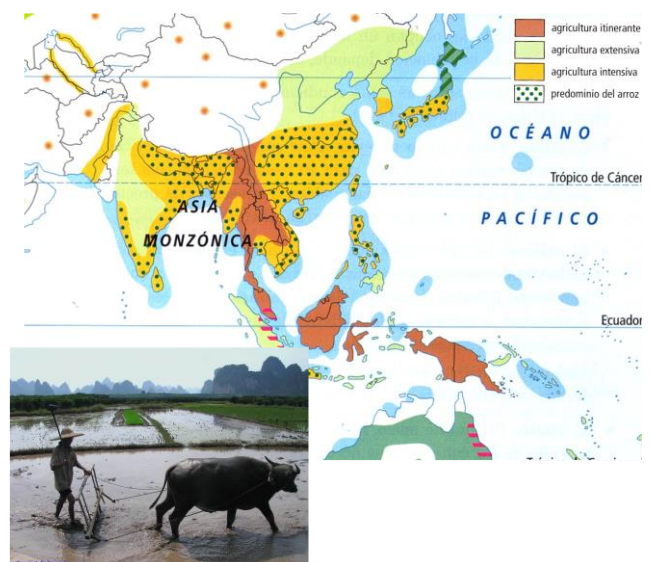 agricultura itinerante
agricultura extensiva
agricultura intensiva
predominio del arroz
OCÉANO
Trópico de Cáncer
ASIA
PACÍFICO
MONZÓNICA
Ecuador